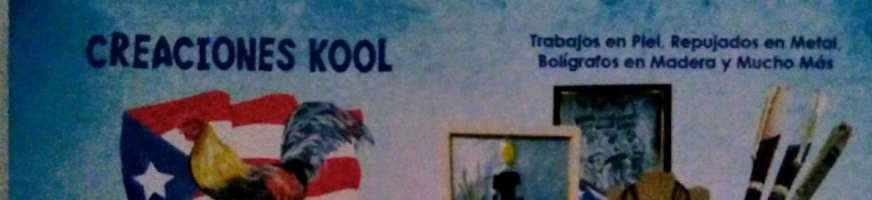 CREACIONES KOOL
Trabajos en Piel, Repujados en Metal,
Bolígrafos en Madera y Mucho Más